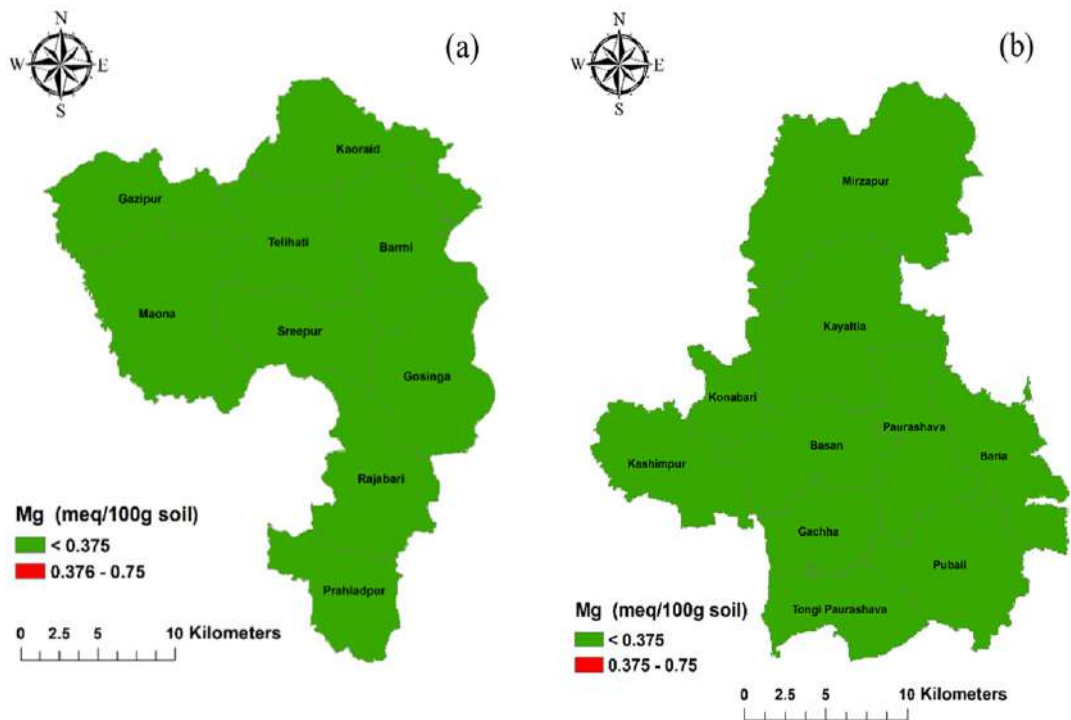 N
W E
S
(a)
Kaoraid
Gazipur
Telihati
Barmi
Maona
Sreepur
Gosinga
Rajabari
Prahladpur
Mg (meq/100g soil)
< 0.375
0.376 - 0.75
0 2.5 5 10 Kilometers
N
W E
S
(b)
Mirzapur
Kayaltia
Konabari
Paurashava
Basan
Baria
Kashimpur
Gachha
Pubail
Tongi Paurashava
Mg (meq/100g soil)
< 0.375
0.375 - 0.75
0 2.5 5 10 Kilometers